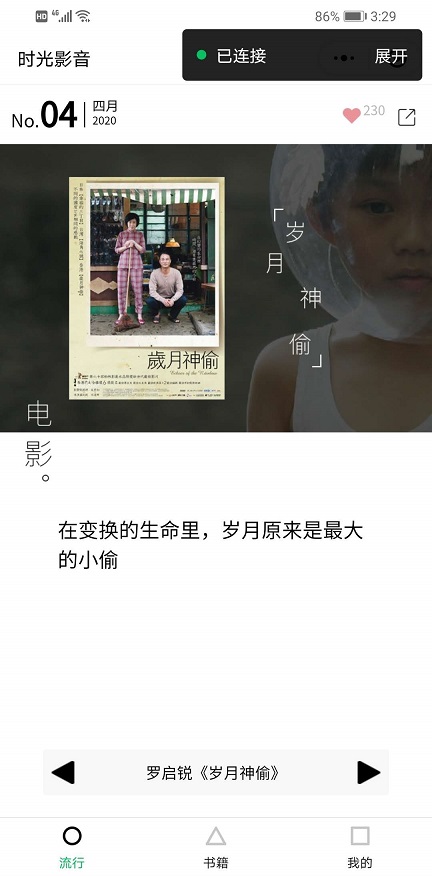 HD 4G 86% 3:29
时光影音
已连接 展开
No.04 四月
2020
230
「岁月神偷」
歲月神偷
Echoes of the Rainbow
电影。
在变换的生命里，岁月原来是最大
的小偷
罗启锐《岁月神偷》
流行 书籍 我的